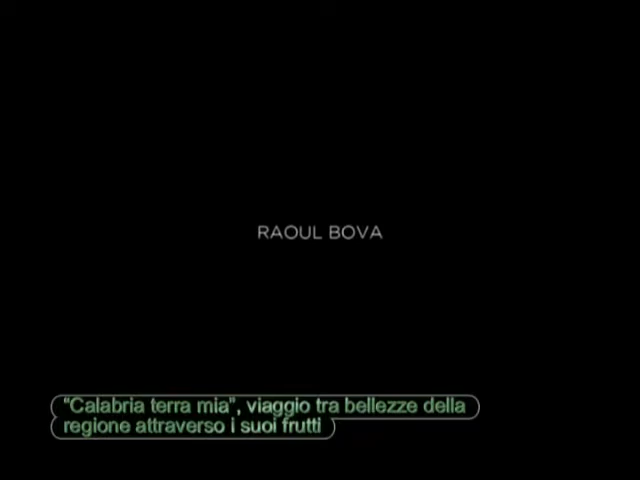 RAOUL BOVA
"Calabria terra mia", viaggio tra bellezze della
regione attraverso i suoi frutti